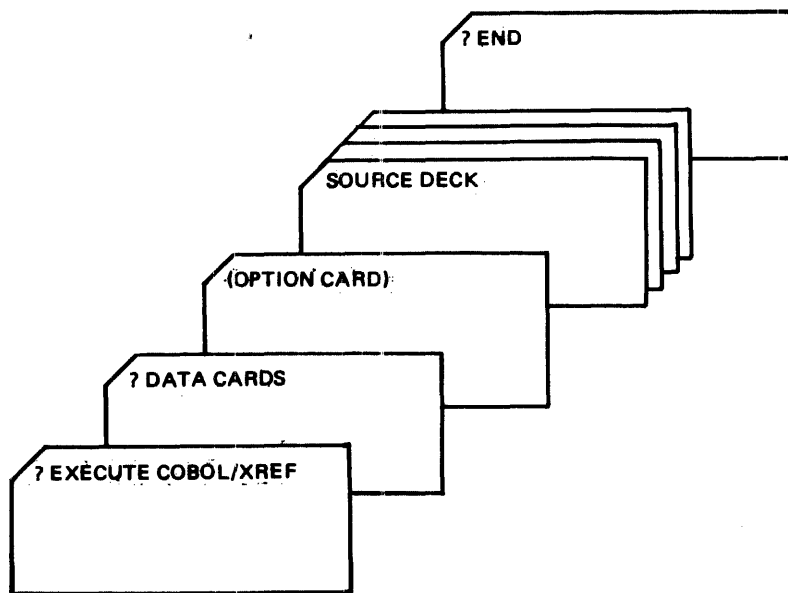 ? END
SOURCE DECK
(OPTION CARD)
? DATA CARDS
? EXECUTE COBOL/XREF